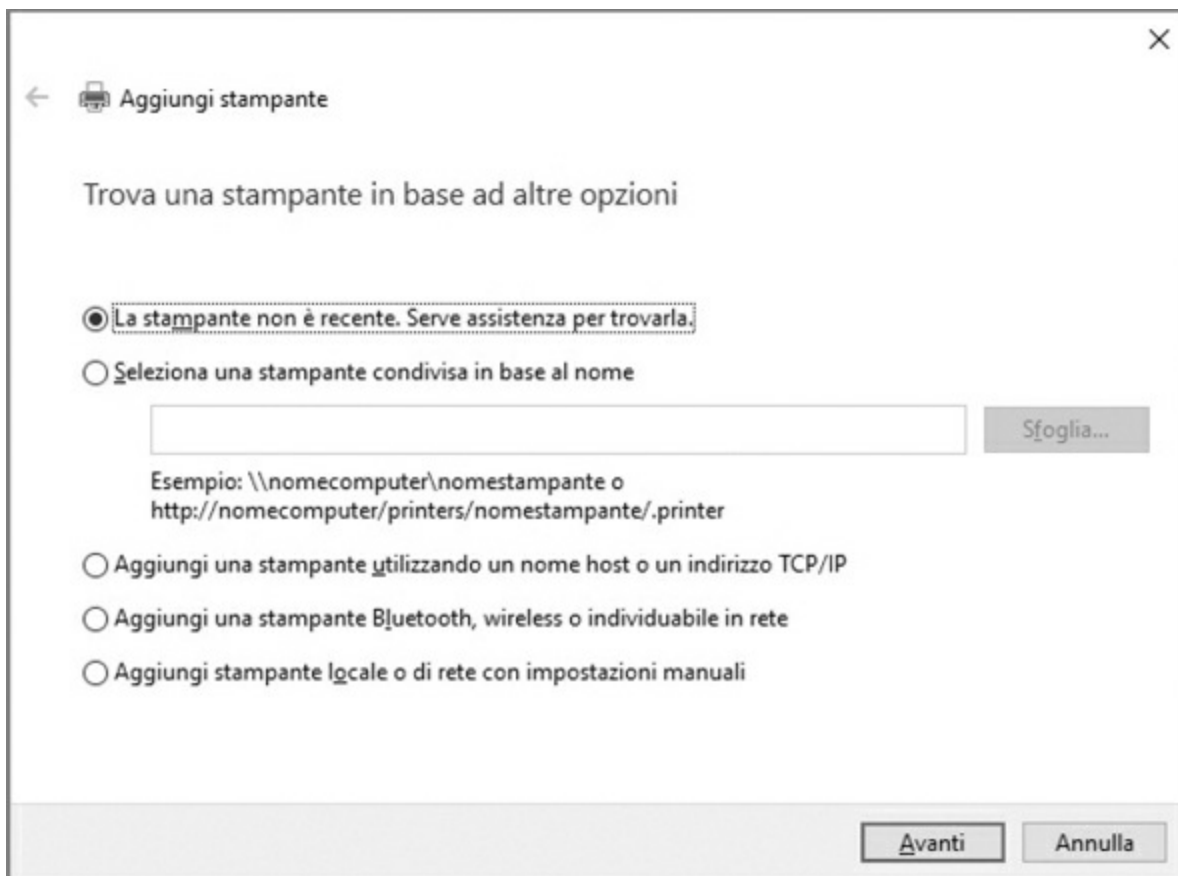 Aggiungi stampante
Trova una stampante in base ad altre opzioni
La stampante non è recente. Serve assistenza per trovarla.
Seleziona una stampante condivisa in base al nome
Sfoglia...
Esempio: \\nomecomputer\nomestampante o
http://nomecomputer/printers/nomestampante/.printer
Aggiungi una stampante utilizzando un nome host o un indirizzo TCP/IP
Aggiungi una stampante Bluetooth, wireless o individuabile in rete
Aggiungi stampante locale o di rete con impostazioni manuali
Avanti
Annulla